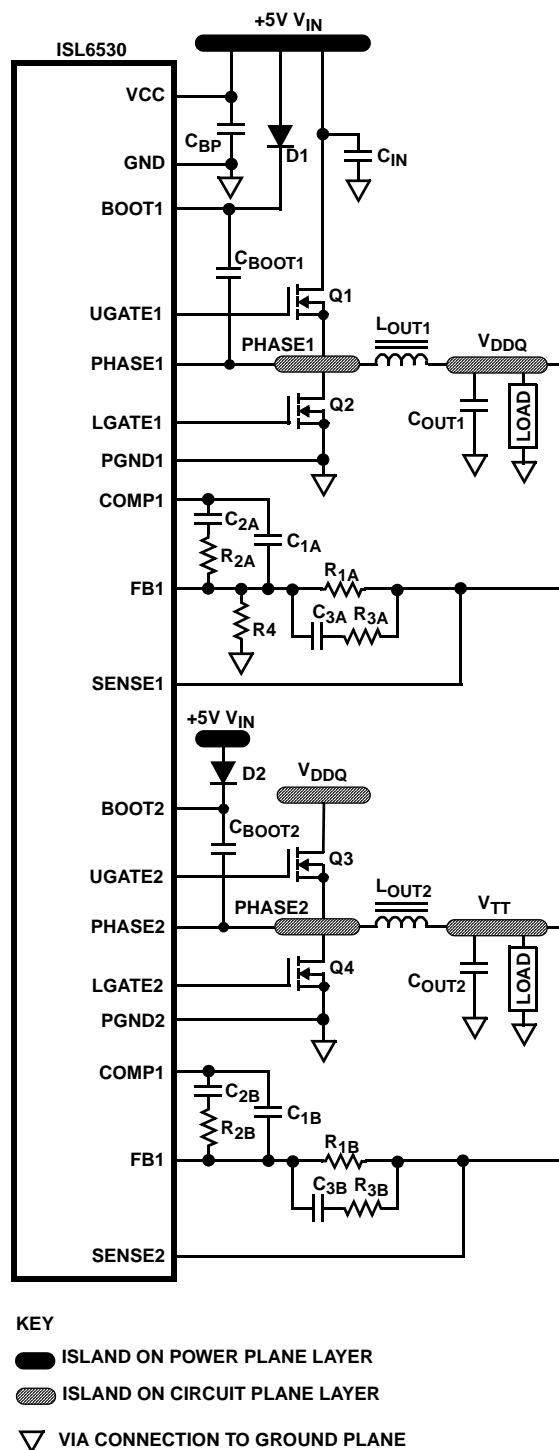 +5V VIN
ISL6530
VCC
CBP
GND
D1
CIN
BOOT1
CBOOT1
UGATE1
Q1
PHASE1
PHASE1
LOUT1
VDDQ
LGATE1
Q2
COUT1
LOAD
PGND1
COMP1
C2A
C1A
R2A
FB1
R1A
C3A
R3A
R4
SENSE1
+5V VIN
D2
VDDQ
BOOT2
CBOOT2
UGATE2
Q3
PHASE2
PHASE2
LOUT2
VTT
LGATE2
Q4
COUT2
LOAD
PGND2
COMP1
C2B
C1B
R2B
FB1
R1B
C3B
R3B
SENSE2
KEY
ISLAND ON POWER PLANE LAYER
ISLAND ON CIRCUIT PLANE LAYER
VIA CONNECTION TO GROUND PLANE